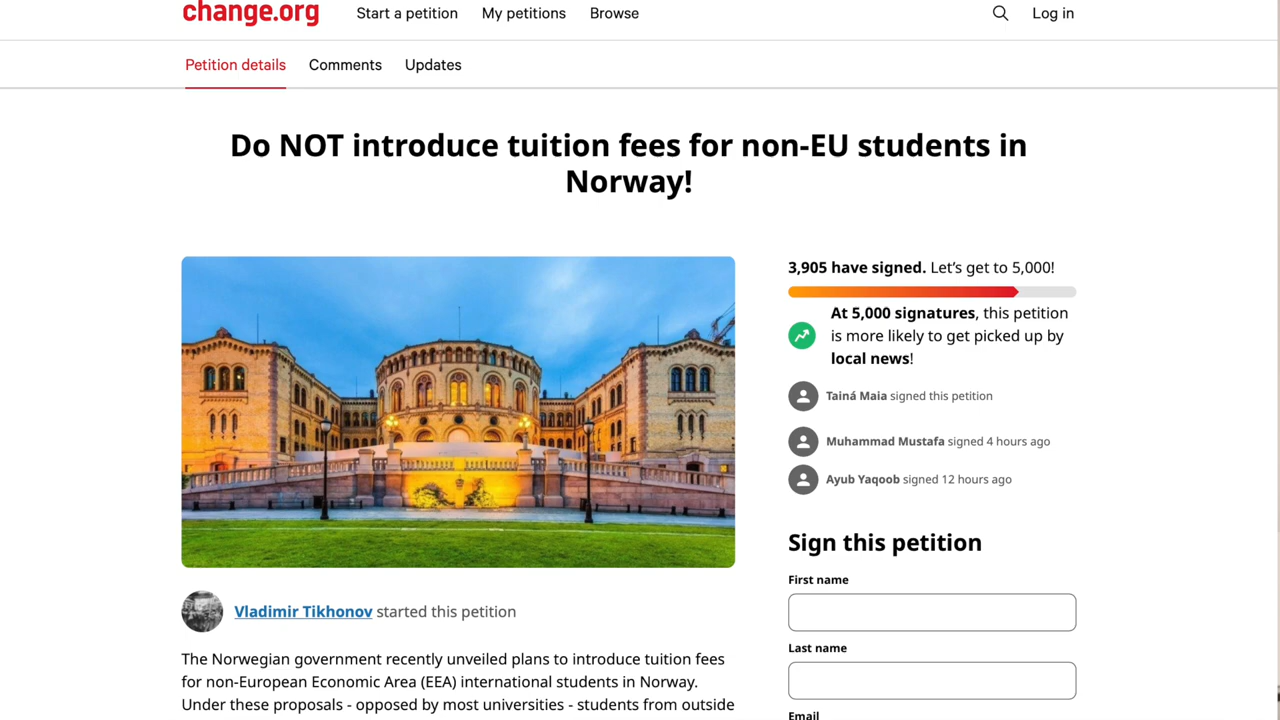 change.org
Start a petition
My petitions
Browse
Log in
Petition details
Comments
Updates
Do NOT introduce tuition fees for non-EU students in
Norway!
3,905 have signed. Let's get to 5,000!
At 5,000 signatures, this petition
is more likely to get picked up by
local news!
Tainá Maia signed this petition
Muhammad Mustafa signed 4 hours ago
Ayub Yaqoob signed 12 hours ago
Sign this petition
First name
Last name
Email
Vladimir Tikhonov started this petition
The Norwegian government recently unveiled plans to introduce tuition fees
for non-European Economic Area (EEA) international students in Norway.
Under these proposals - opposed by most universities - students from outside